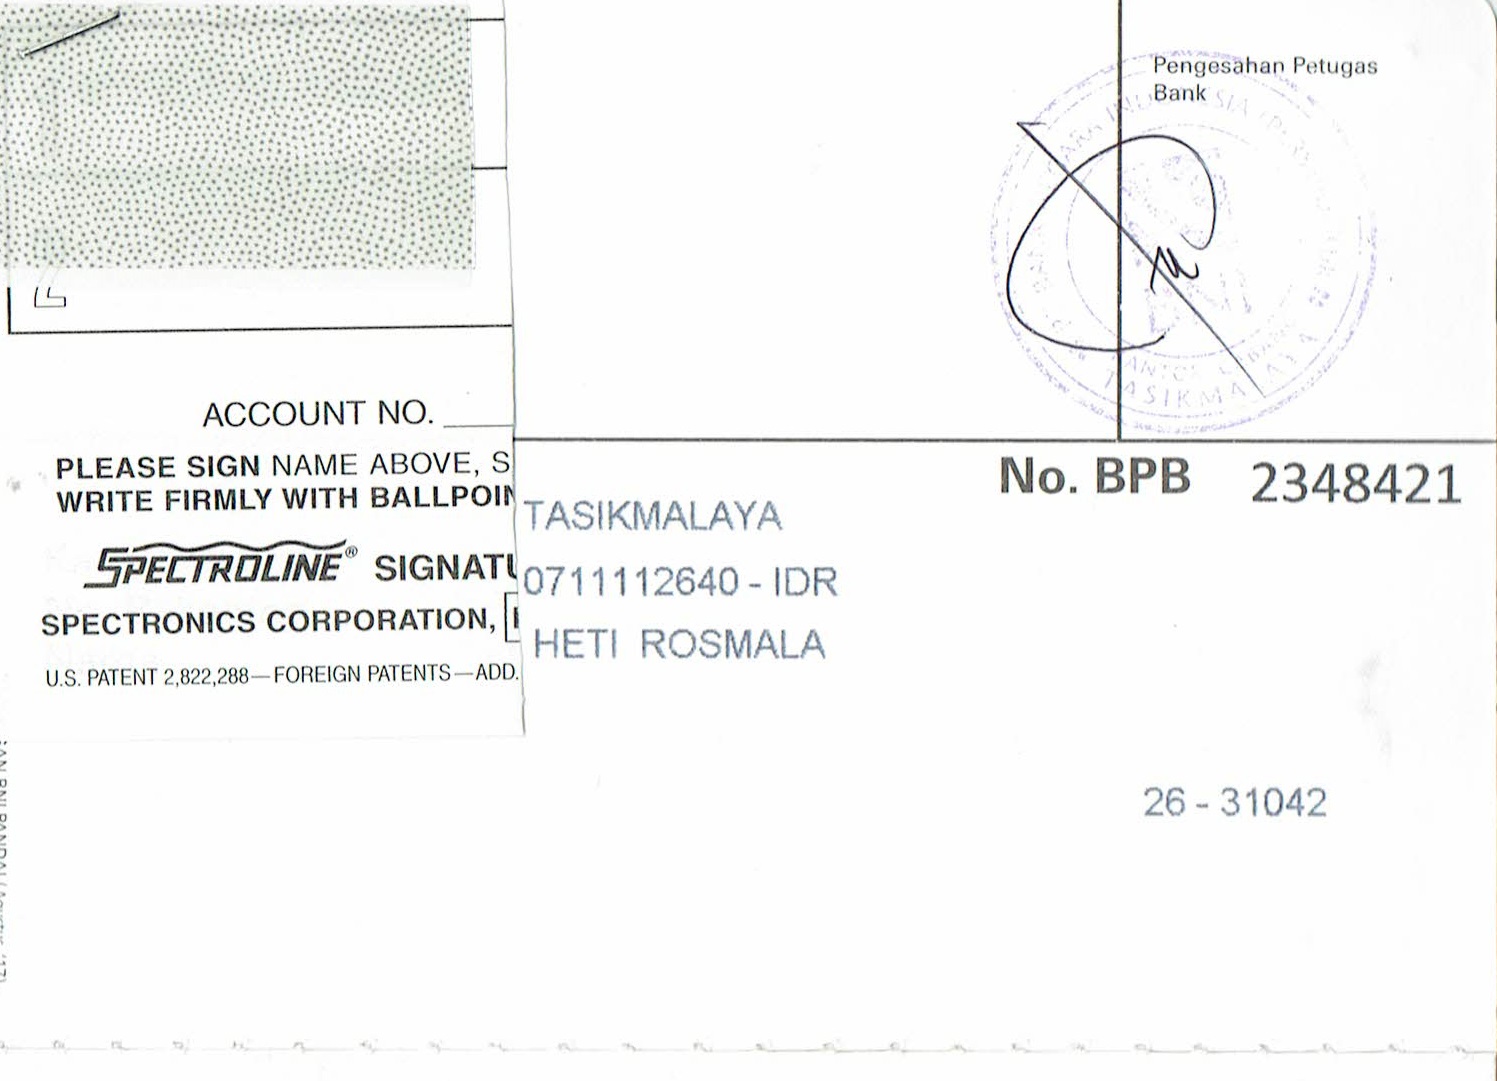 Pengesahan Petugas
Bank
TASIKMALAYA
ACCOUNT NO.
PLEASE SIGN NAME ABOVE, S
WRITE FIRMLY WITH BALLPOIN
SPECTROLINE® SIGNATU
SPECTRONICS CORPORATION,
U.S. PATENT 2,822,288—FOREIGN PATENTS—ADD.
No. BPB 2348421
TASIKMALAYA
0711112640 - IDR
HETI ROSMALA
26 - 31042